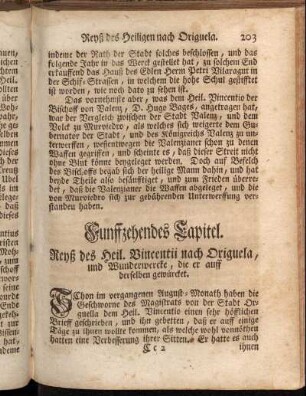 Reyß des Heiligen nach Origuela. 203
indeme der Rath der Stadt solches beschlossen, und das
folgende Jahr in das Werck gestellet hat, zu solchem End
erkauffend das Hauß des Edlen Herrn Petri Vilaragut in
der Schif-Strassen, in welchem die hohe Schul gestifftet
ist worden, wie noch dato zu sehen ist.
Das vornehmste aber, was dem Heil. Vincentio der
Bischoff von Valenz, D. Hugo Bages, angetragen hat,
war der Vergleich zwischen der Stadt Valenz, und dem
Volck zu Murviedro, als welches sich weigerte dem Gu-
bernator der Stadt, und des Königreichs Valenz zu un-
terwerffen, westentwegen die Valenzianer schon zu denen
Waffen gegriffen, und scheinte es, daß dieser Streit nicht
ohne Blut könne beygeleget werden. Doch auf Befelch
des Bischoffs begab sich der heilige Mann dahin, und hat
beyde Theile also besänfftiget, und zum Frieden überre-
det, daß die Valenzianer die Waffen abgeleget, und die
von Murviedro sich zur gebührenden Unterwerffung ver-
standen haben.
Funffzehendes Capitel.
Reyß des Heil. Vincentii nach Origuela,
und Wunderwercke, die er auff
derselben gewürcket.
SChon im vergangenen August-Monath haben die
Geschworne des Magistrats von der Stadt Or-
iguella dem Heil. Vincentio einen sehr höfflichen
Brieff geschrieben, und ihn gebetten, daß er auff einige
Täge zu ihnen wollte kommen, als welche wohl vonnöthen
hatten eine Verbesserung ihrer Sitten. Er hatte es auch
C c 2 ihnen